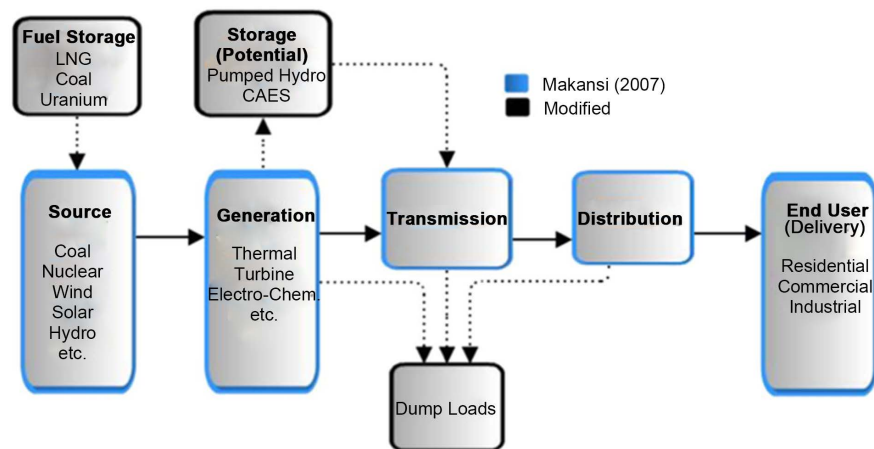 Fuel Storage
LNG
Coal
Uranium
Storage
(Potential)
Pumped Hydro
CAES
Makansi (2007)
Modified
Source
Coal
Nuclear
Wind
Solar
Hydro
etc.
Generation
Thermal
Turbine
Electro-Chem.
etc.
Transmission
Distribution
End User
(Delivery)
Residential
Commercial
Industrial
Dump Loads